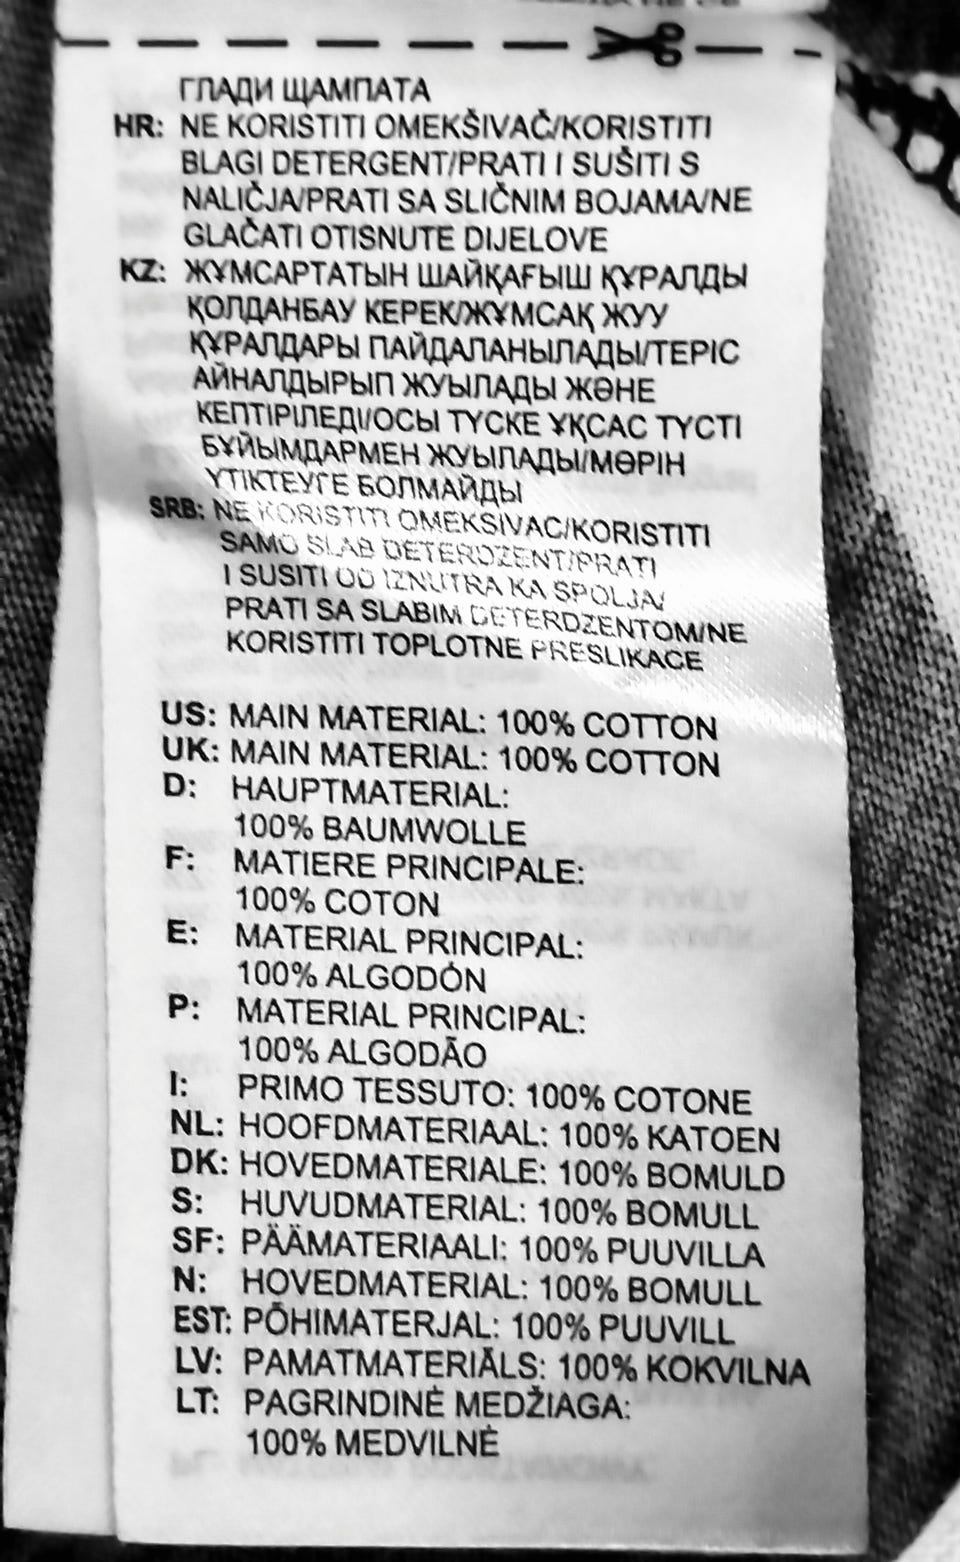 ГЛАДИ ЩАМПАТА
HR: NE KORISTITI OMEKŠIVAČ/KORISTITI
BLAGI DETERGENT/PRATI I SUŠITI S
NALIČJA/PRATI SA SLIČNIM BOJAMA/NE
GLAČATI OTISNUTE DIJELOVE
KZ: ЖҰМСАРТАТЫН ШАЙҚАҒЫШ ҚҰРАЛДЫ
ҚОЛДАНБАУ КЕРЕК/ЖҰМСАҚ ЖУУ
ҚҰРАЛДАРЫ ПАЙДАЛАНЫЛАДЫ/ТЕРІС
АЙНАЛДЫРЫП ЖУЫЛАДЫ ЖӘНЕ
КЕПТІРІЛЕДІ/ОСЫ ТҮСКЕ ҰҚСАС ТҮСТІ
БҰЙЫМДАРМЕН ЖУЫЛАДЫ/МӨРІН
ҮТІКТЕУГЕ БОЛМАЙДЫ
SRB: NE KORISTITI OMEKSIVAC/KORISTITI
SAMO SLAB DETERDZENT/PRATI
I SUSITI OD IZNUTRA KA SPOLJA/
PRATI SA SLABIM DETERDZENTOM/NE
KORISTITI TOPLOTNE PRESLIKACE
US: MAIN MATERIAL: 100% COTTON
UK: MAIN MATERIAL: 100% COTTON
D: HAUPTMATERIAL:
100% BAUMWOLLE
F: MATIERE PRINCIPALE:
100% COTON
E: MATERIAL PRINCIPAL:
100% ALGODÓN
P: MATERIAL PRINCIPAL:
100% ALGODÃO
I: PRIMO TESSUTO: 100% COTONE
NL: HOOFDMATERIAAL: 100% KATOEN
DK: HOVEDMATERIALE: 100% BOMULD
S: HUVUDMATERIAL: 100% BOMULL
SF: PÄÄMATERIAALI: 100% PUUVILLA
N: HOVEDMATERIAL: 100% BOMULL
EST: PÕHIMATERJAL: 100% PUUVILL
LV: PAMATMATERIĀLS: 100% KOKVILNA
LT: PAGRINDINĖ MEDŽIAGA:
100% MEDVILNĖ